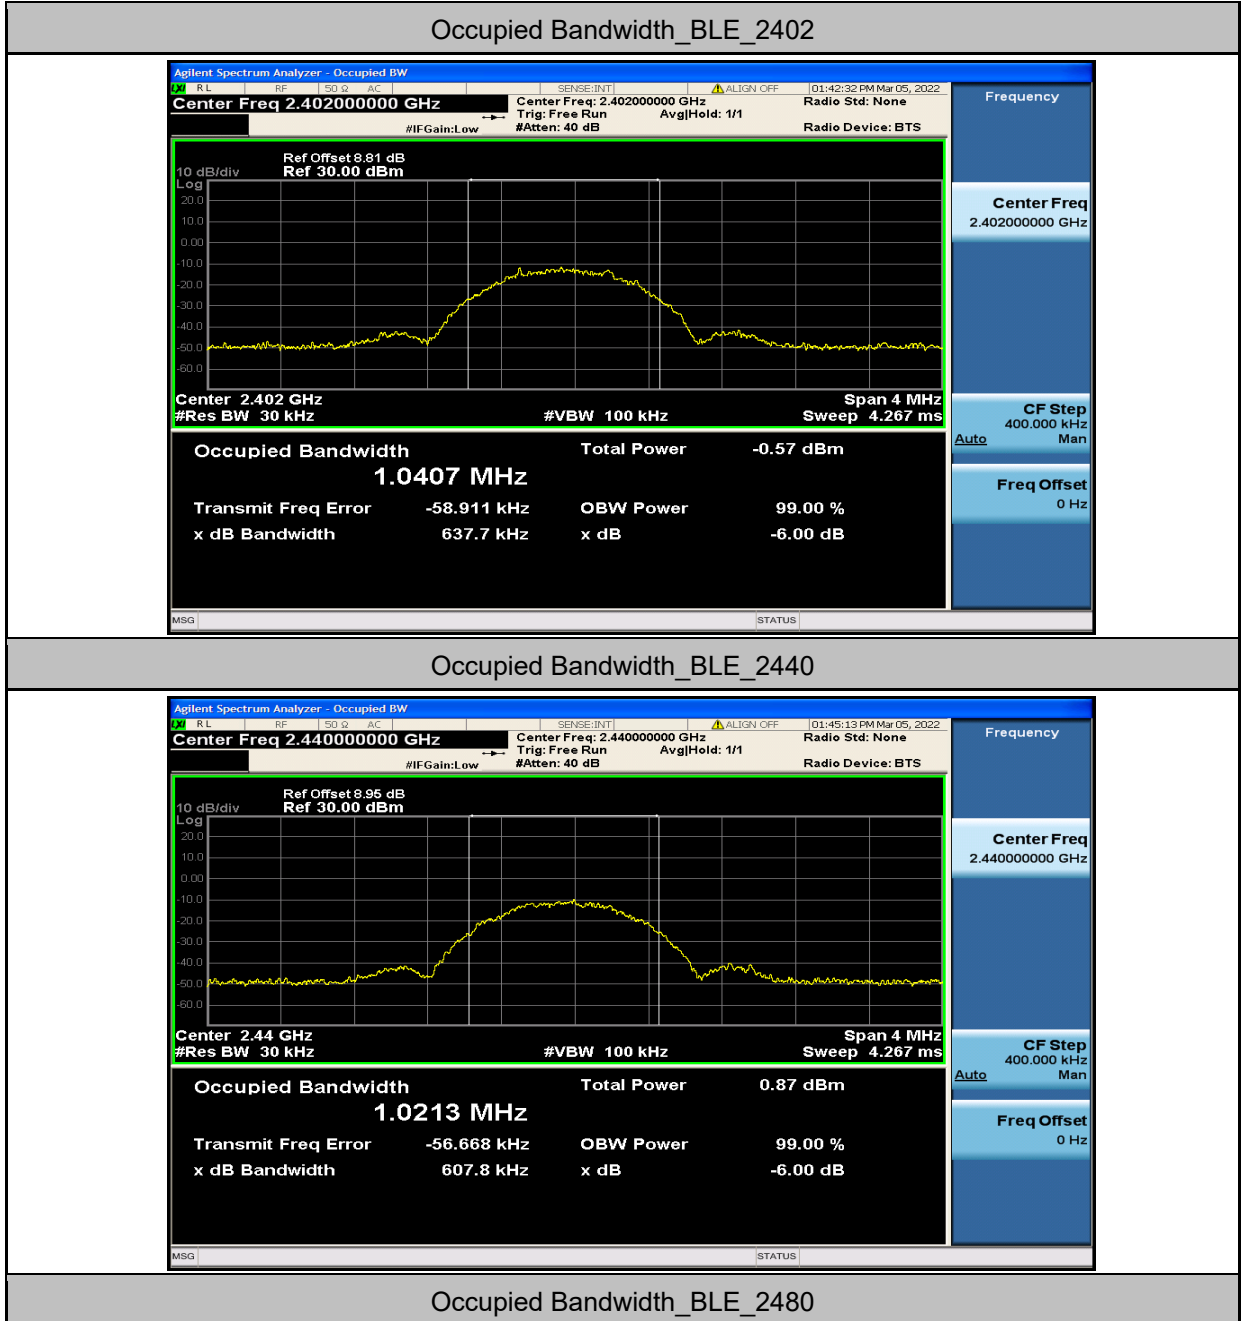 Occupied Bandwidth_BLE_2402
Agilent Spectrum Analyzer - Occupied BW
LXI RL RF 50 Ω AC SENSE:INT ALIGN OFF 01:42:32 PM Mar 05, 2022
Center Freq 2.402000000 GHz Center Freq: 2.402000000 GHz Radio Std: None Frequency
Trig: Free Run Avg|Hold: 1/1
#IFGain:Low #Atten: 40 dB Radio Device: BTS
Ref Offset 8.81 dB
10 dB/div Ref 30.00 dBm
Log
20.0
10.0
0.00
-10.0
-20.0
-30.0
-40.0
-50.0
-60.0
Center Freq
2.402000000 GHz
Center 2.402 GHz Span 4 MHz
#Res BW 30 kHz #VBW 100 kHz Sweep 4.267 ms
CF Step
400.000 kHz
Auto Man
Occupied Bandwidth Total Power -0.57 dBm
1.0407 MHz
Transmit Freq Error -58.911 kHz OBW Power 99.00 %
x dB Bandwidth 637.7 kHz x dB -6.00 dB
Freq Offset
0 Hz
MSG STATUS
Occupied Bandwidth_BLE_2440
Agilent Spectrum Analyzer - Occupied BW
LXI RL RF 50 Ω AC SENSE:INT ALIGN OFF 01:45:13 PM Mar 05, 2022
Center Freq 2.440000000 GHz Center Freq: 2.440000000 GHz Radio Std: None Frequency
Trig: Free Run Avg|Hold: 1/1
#IFGain:Low #Atten: 40 dB Radio Device: BTS
Ref Offset 8.95 dB
10 dB/div Ref 30.00 dBm
Log
20.0
10.0
0.00
-10.0
-20.0
-30.0
-40.0
-50.0
-60.0
Center Freq
2.440000000 GHz
Center 2.44 GHz Span 4 MHz
#Res BW 30 kHz #VBW 100 kHz Sweep 4.267 ms
CF Step
400.000 kHz
Auto Man
Occupied Bandwidth Total Power 0.87 dBm
1.0213 MHz
Transmit Freq Error -56.668 kHz OBW Power 99.00 %
x dB Bandwidth 607.8 kHz x dB -6.00 dB
Freq Offset
0 Hz
MSG STATUS
Occupied Bandwidth_BLE_2480